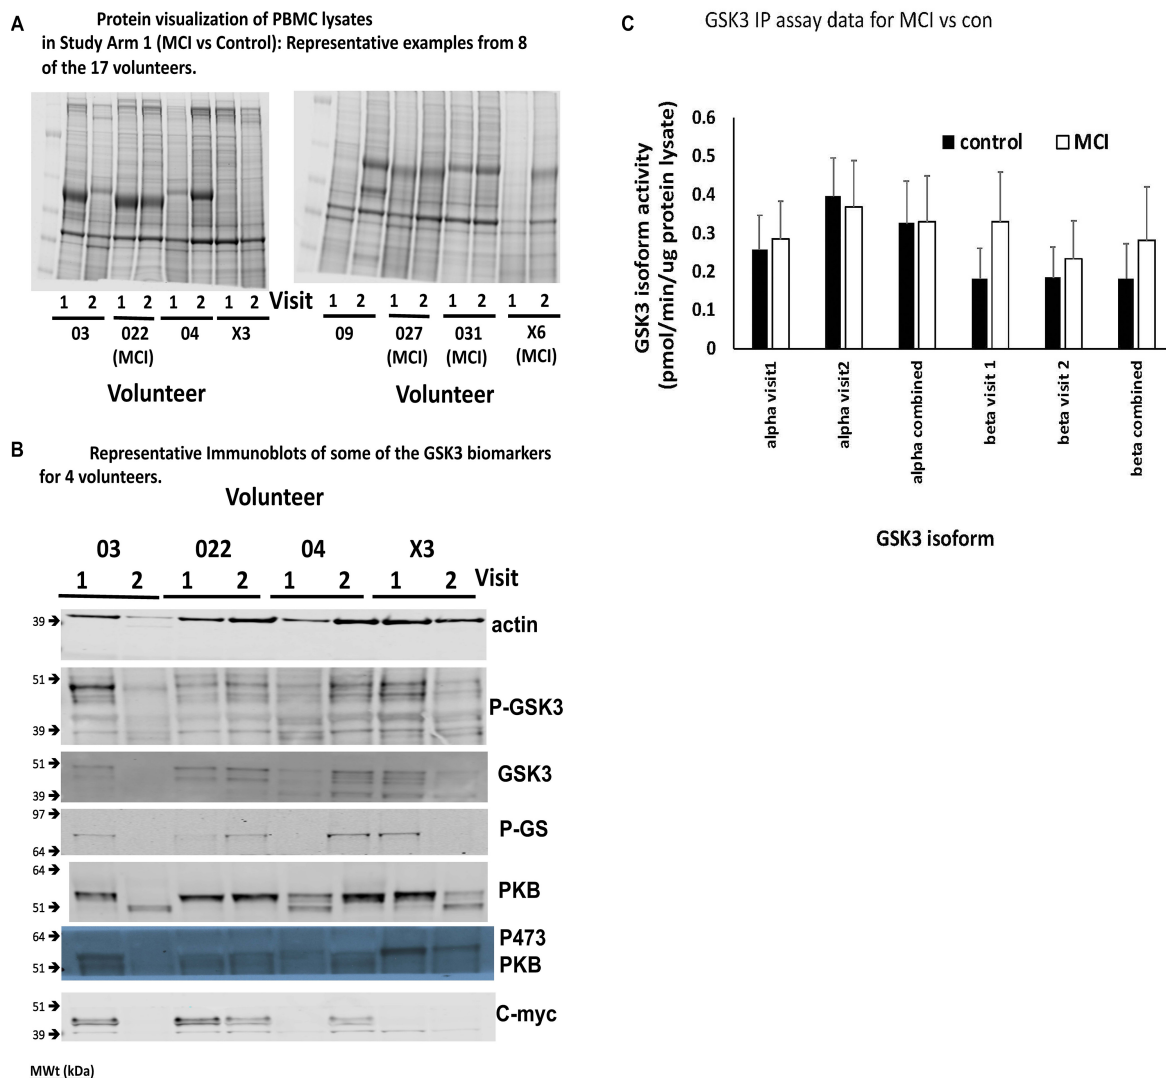 A
Protein visualization of PBMC lysates
in Study Arm 1 (MCI vs Control): Representative examples from 8
of the 17 volunteers.
1 2 1 2 1 2 1 2 Visit 1 2 1 2 1 2 1 2
03 022 04 X3 09 027 031 X6
(MCI) (MCI) (MCI) (MCI)
Volunteer Volunteer
B
Representative Immunoblots of some of the GSK3 biomarkers
for 4 volunteers.
Volunteer
03 022 04 X3
1 2 1 2 1 2 1 2 Visit
39➔ actin
51➔
P-GSK3
39➔
51➔
GSK3
39➔
97➔
P-GS
64➔
64➔
PKB
51➔
64➔ P473
51➔ PKB
51➔
C-myc
39➔
MWt (kDa)
C
GSK3 IP assay data for MCI vs con
GSK3 isoform activity
(pmol/min/ug protein lysate)
0.6
0.5
0.4
0.3
0.2
0.1
0
control MCI
alpha visit1
alpha visit2
alpha combined
beta visit 1
beta visit 2
beta combined
GSK3 isoform